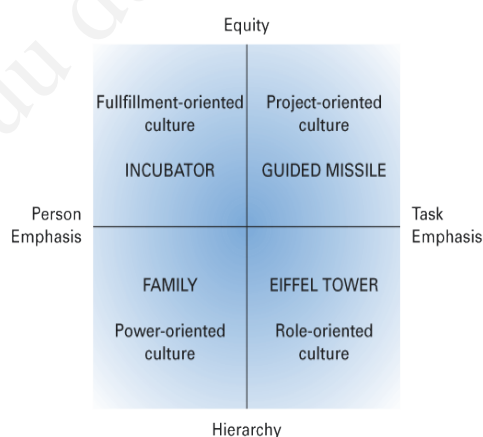 Equity
Fullfillment-oriented culture
Project-oriented culture
INCUBATOR
GUIDED MISSILE
Person Emphasis
Task Emphasis
FAMILY
EIFFEL TOWER
Power-oriented culture
Role-oriented culture
Hierarchy